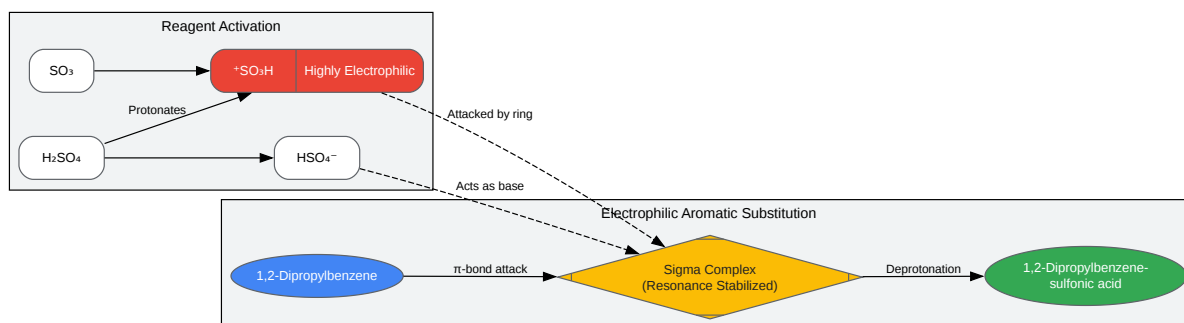 Reagent Activation
SO₃
⁺SO₃H
Highly Electrophilic
Protonates
Attacked by ring
H₂SO₄
HSO₄⁻
Acts as base
Electrophilic Aromatic Substitution
1,2-Dipropylbenzene
π-bond attack
Sigma Complex
(Resonance Stabilized)
Deprotonation
1,2-Dipropylbenzene-
sulfonic acid